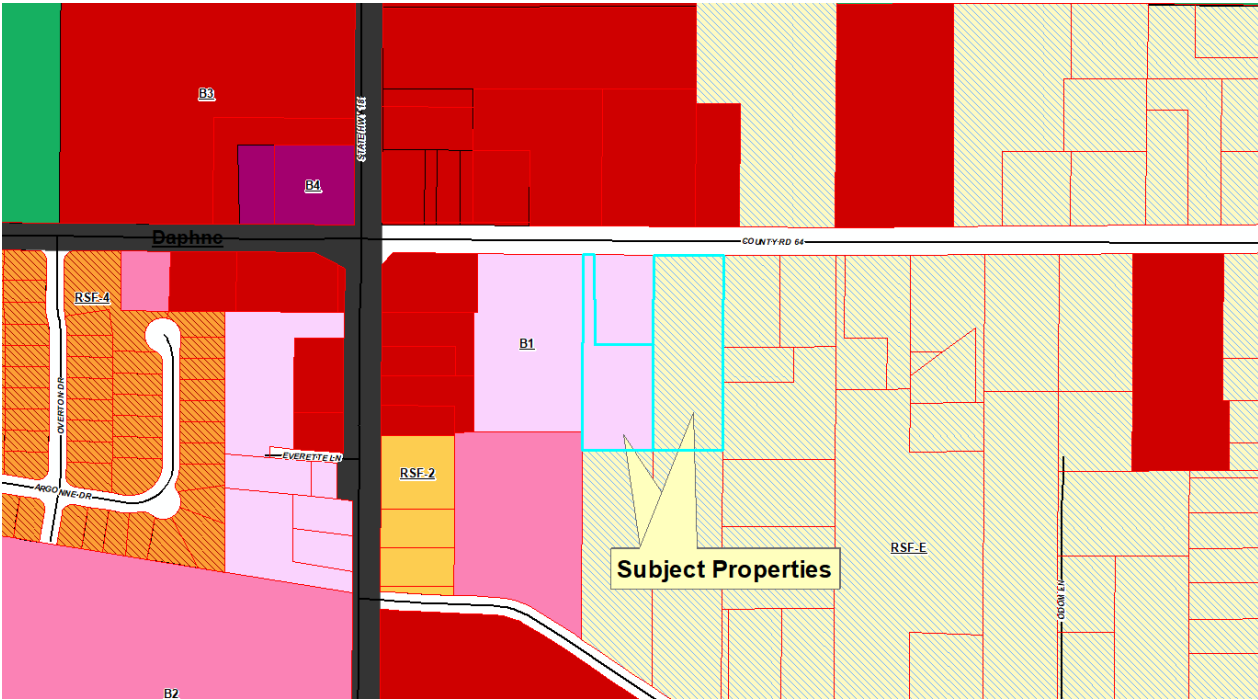 B3
STATE HWY 181
B4
Daphne
COUNTY RD 64
RSF-4
B1
OVERTON DR
EVERETTE LN
RSF-2
ARGONNE DR
Subject Properties
RSF-E
ODOM LN
B2